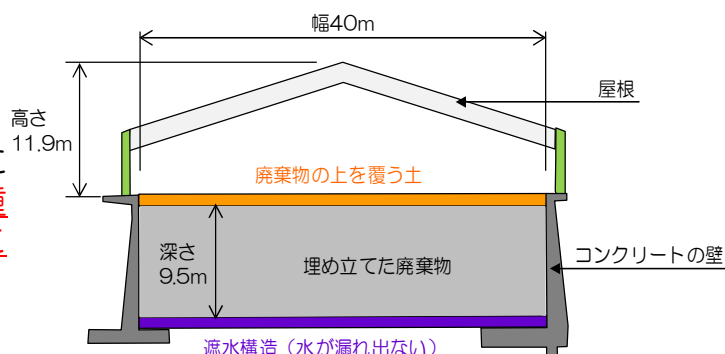 幅40m
屋根
高さ
11.9m
廃棄物の上を覆う土
深さ
9.5m
埋め立てた廃棄物
コンクリートの壁
遮水構造（水が漏れ出ない）